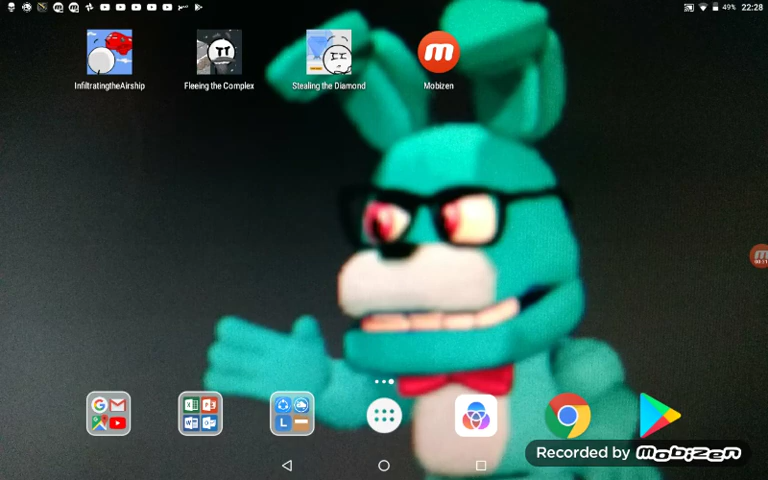 49% 22:28
InfiltratingtheAirship Fleeing the Complex Stealing the Diamond Mobizen
L
Recorded by Mobizen